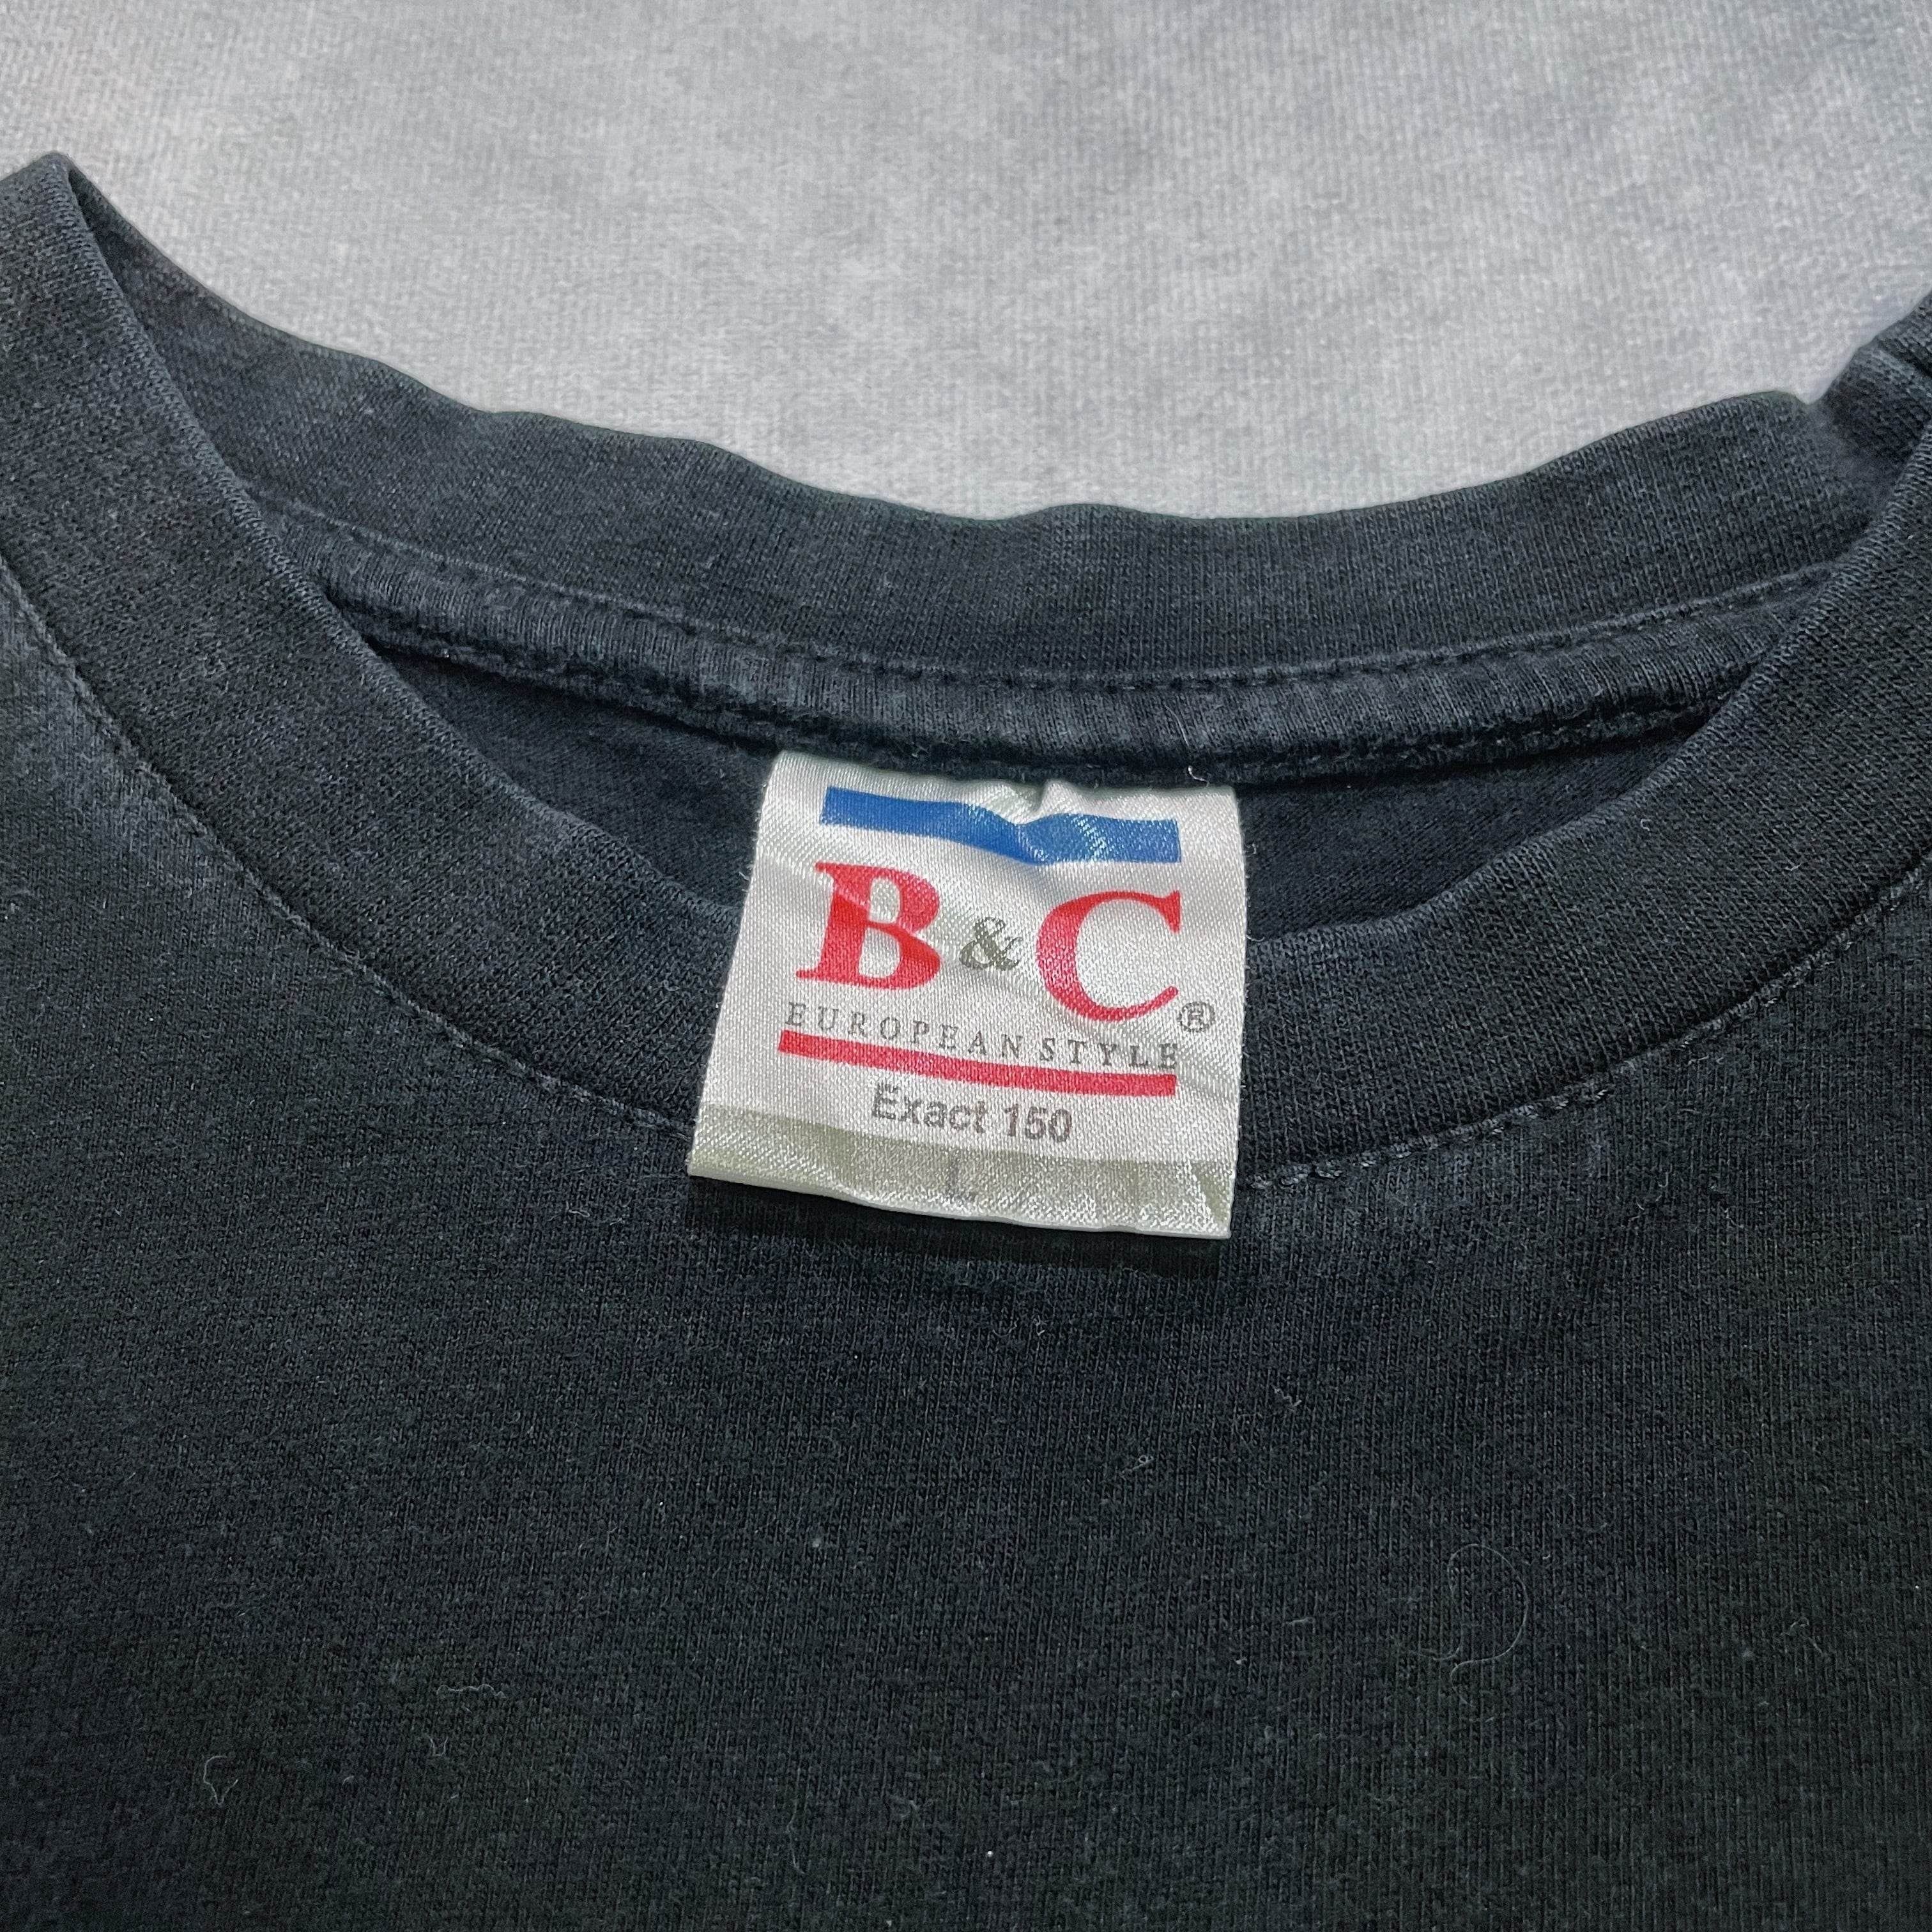 B & C ®
EUROPEAN STYLE
Exact 150
L